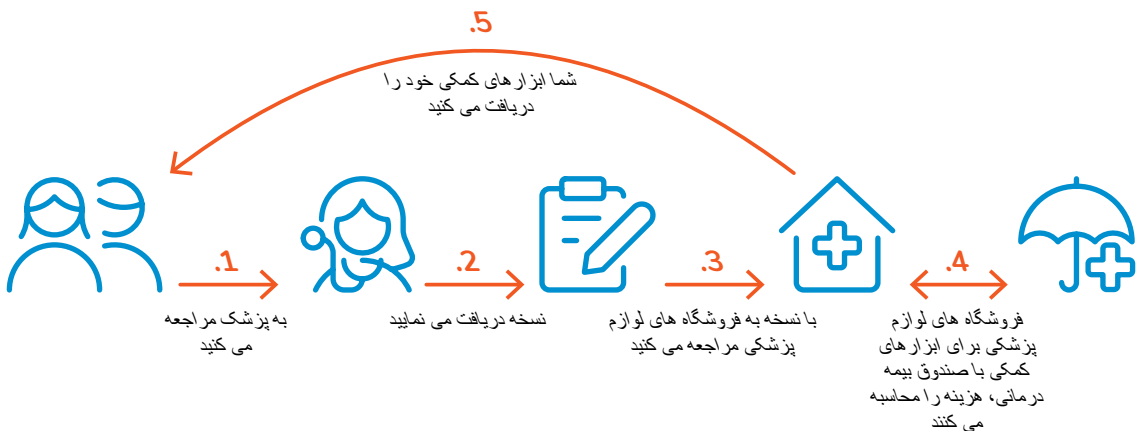 .5
شما ابزارهای کمکی خود را
دریافت می کنید
.1
به پزشک مراجعه
می کنید
.2
نسخه دریافت می نمایید
.3
با نسخه به فروشگاه های لوازم
پزشکی مراجعه می کنید
.4
فروشگاه های لوازم
پزشکی برای ابزارهای
کمکی با صندوق بیمه
درمانی، هزینه را محاسبه
می کنند